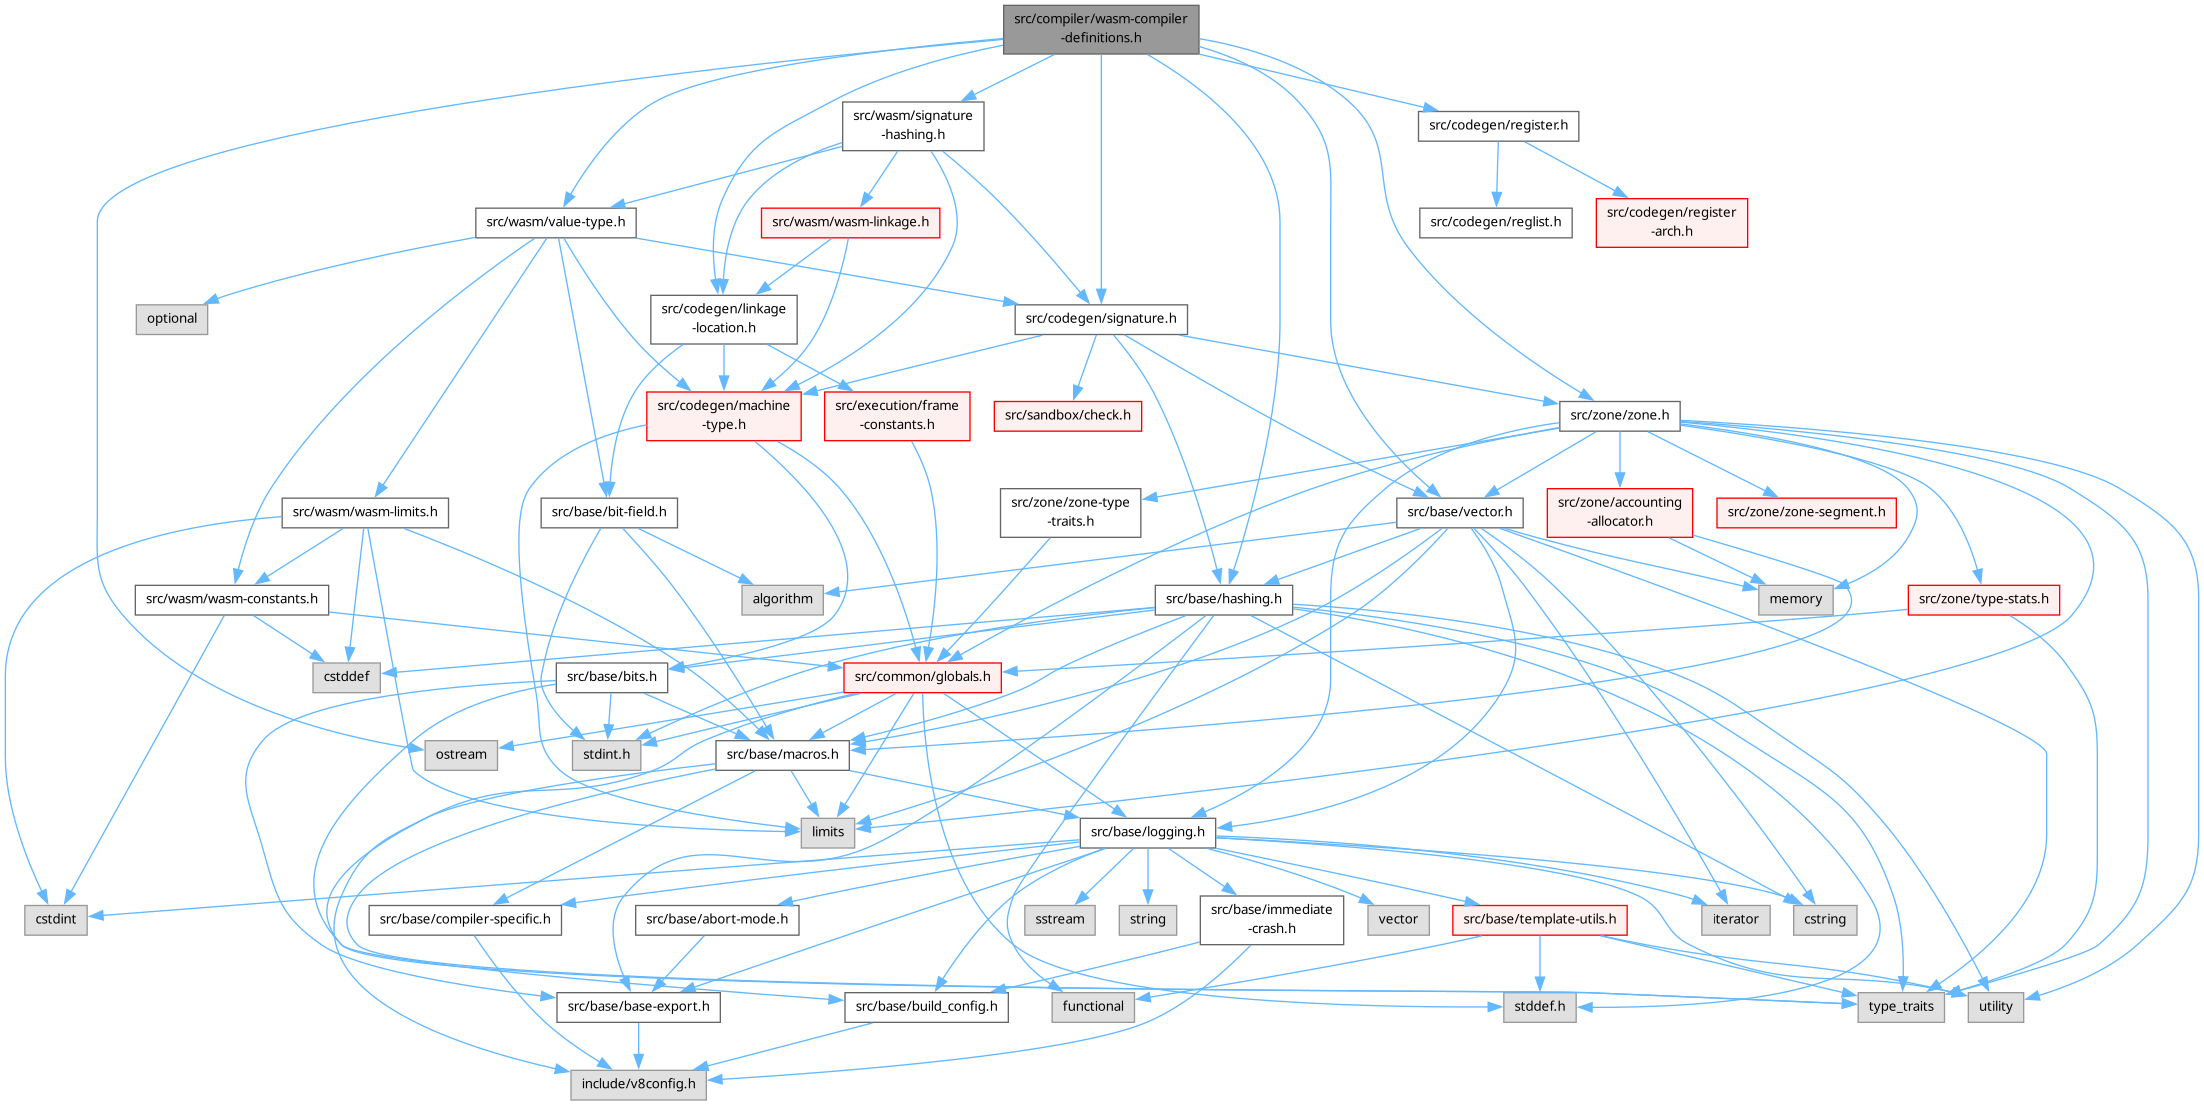 src/compiler/wasm-compiler
-definitions.h
src/wasm/signature
-hashing.h
src/codegen/register.h
src/wasm/value-type.h
src/wasm/wasm-linkage.h
src/codegen/reglist.h
src/codegen/register
-arch.h
optional
src/codegen/linkage
-location.h
src/codegen/signature.h
src/codegen/machine
-type.h
src/execution/frame
-constants.h
src/sandbox/check.h
src/zone/zone.h
src/wasm/wasm-limits.h
src/base/bit-field.h
src/zone/zone-type
-traits.h
src/base/vector.h
src/zone/accounting
-allocator.h
src/zone/zone-segment.h
src/wasm/wasm-constants.h
algorithm
src/base/hashing.h
memory
src/zone/type-stats.h
cstddef
src/base/bits.h
src/common/globals.h
ostream
stdint.h
src/base/macros.h
limits
src/base/logging.h
cstdint
src/base/compiler-specific.h
src/base/abort-mode.h
sstream
string
src/base/immediate
-crash.h
vector
src/base/template-utils.h
iterator
cstring
src/base/base-export.h
src/base/build_config.h
functional
stddef.h
type_traits
utility
include/v8config.h